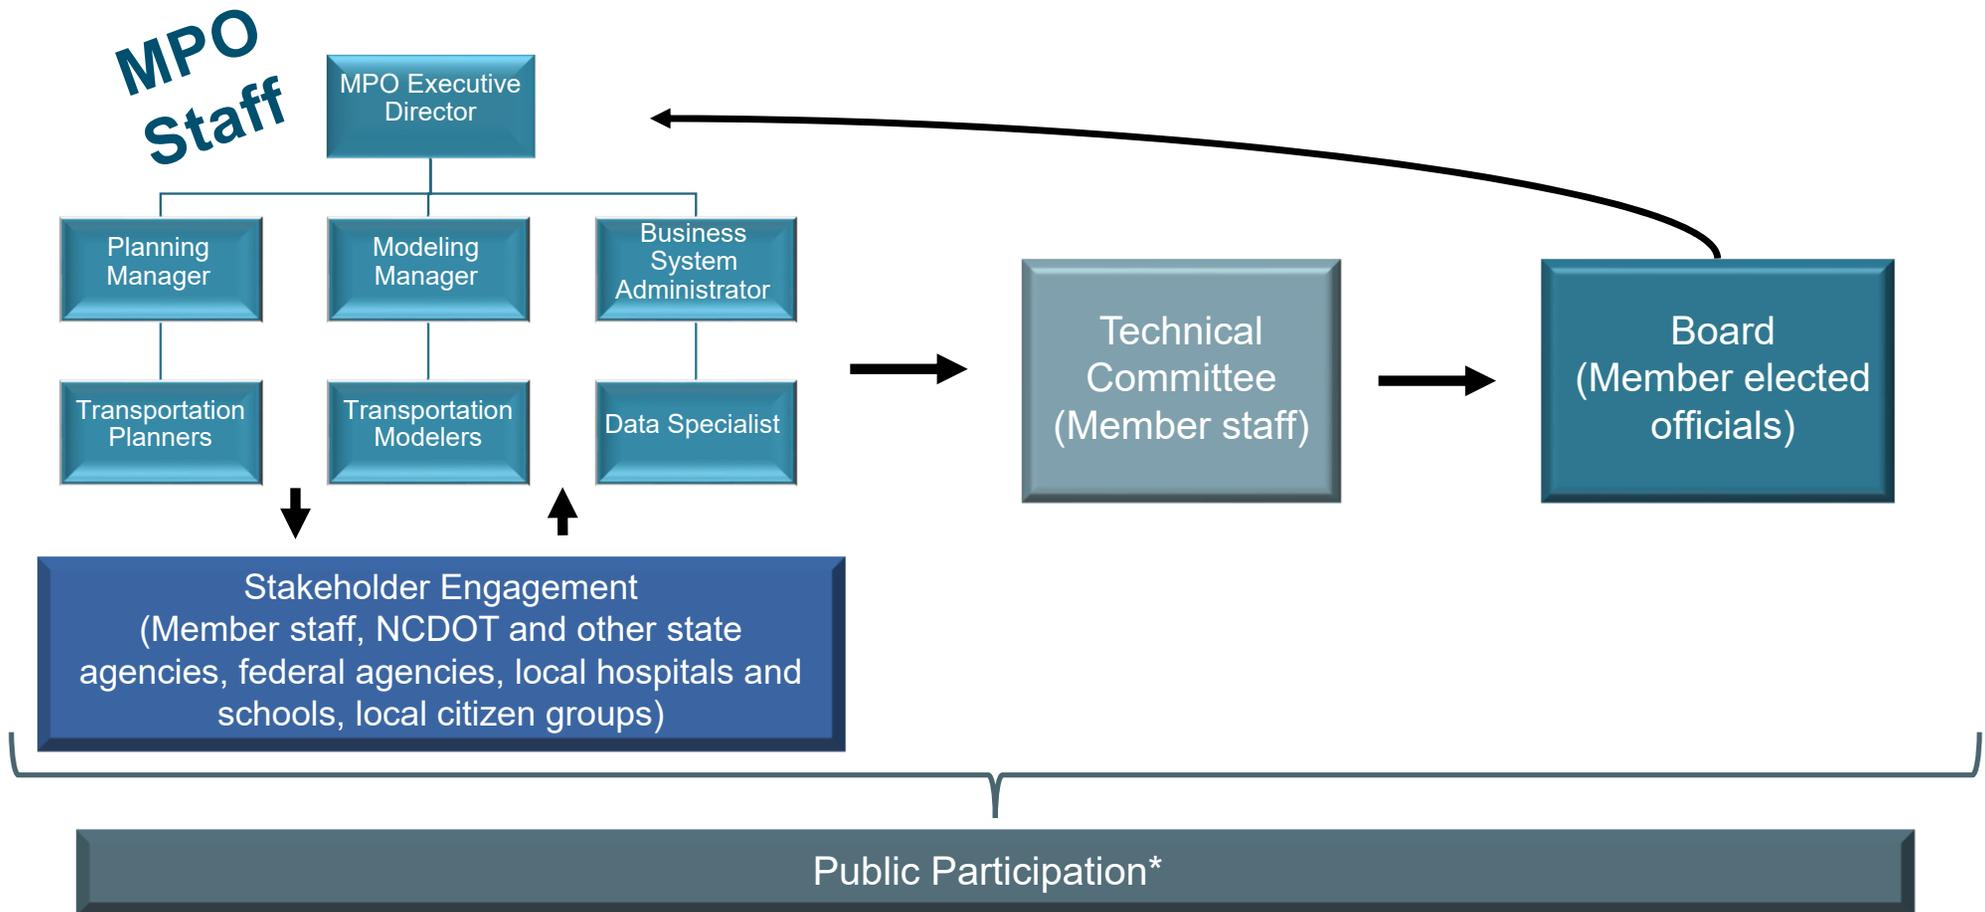 MPO
Staff
MPO Executive
Director
Planning
Manager
Modeling
Manager
Business
System
Administrator
Transportation
Planners
Transportation
Modelers
Data Specialist
Technical
Committee
(Member staff)
Board
(Member elected
officials)
Stakeholder Engagement
(Member staff, NCDOT and other state
agencies, federal agencies, local hospitals and
schools, local citizen groups)
Public Participation*